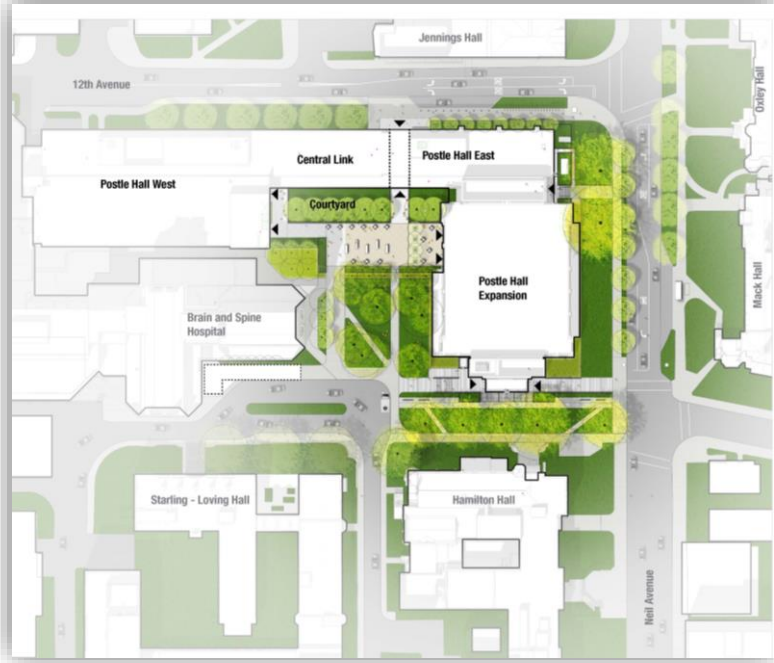 Jennings Hall
12th Avenue
Oxley Hall
Central Link
Postle Hall East
Postle Hall West
Courtyard
Postle Hall
Expansion
Mack Hall
Brain and Spine
Hospital
Starling - Loving Hall
Hamilton Hall
Neil Avenue